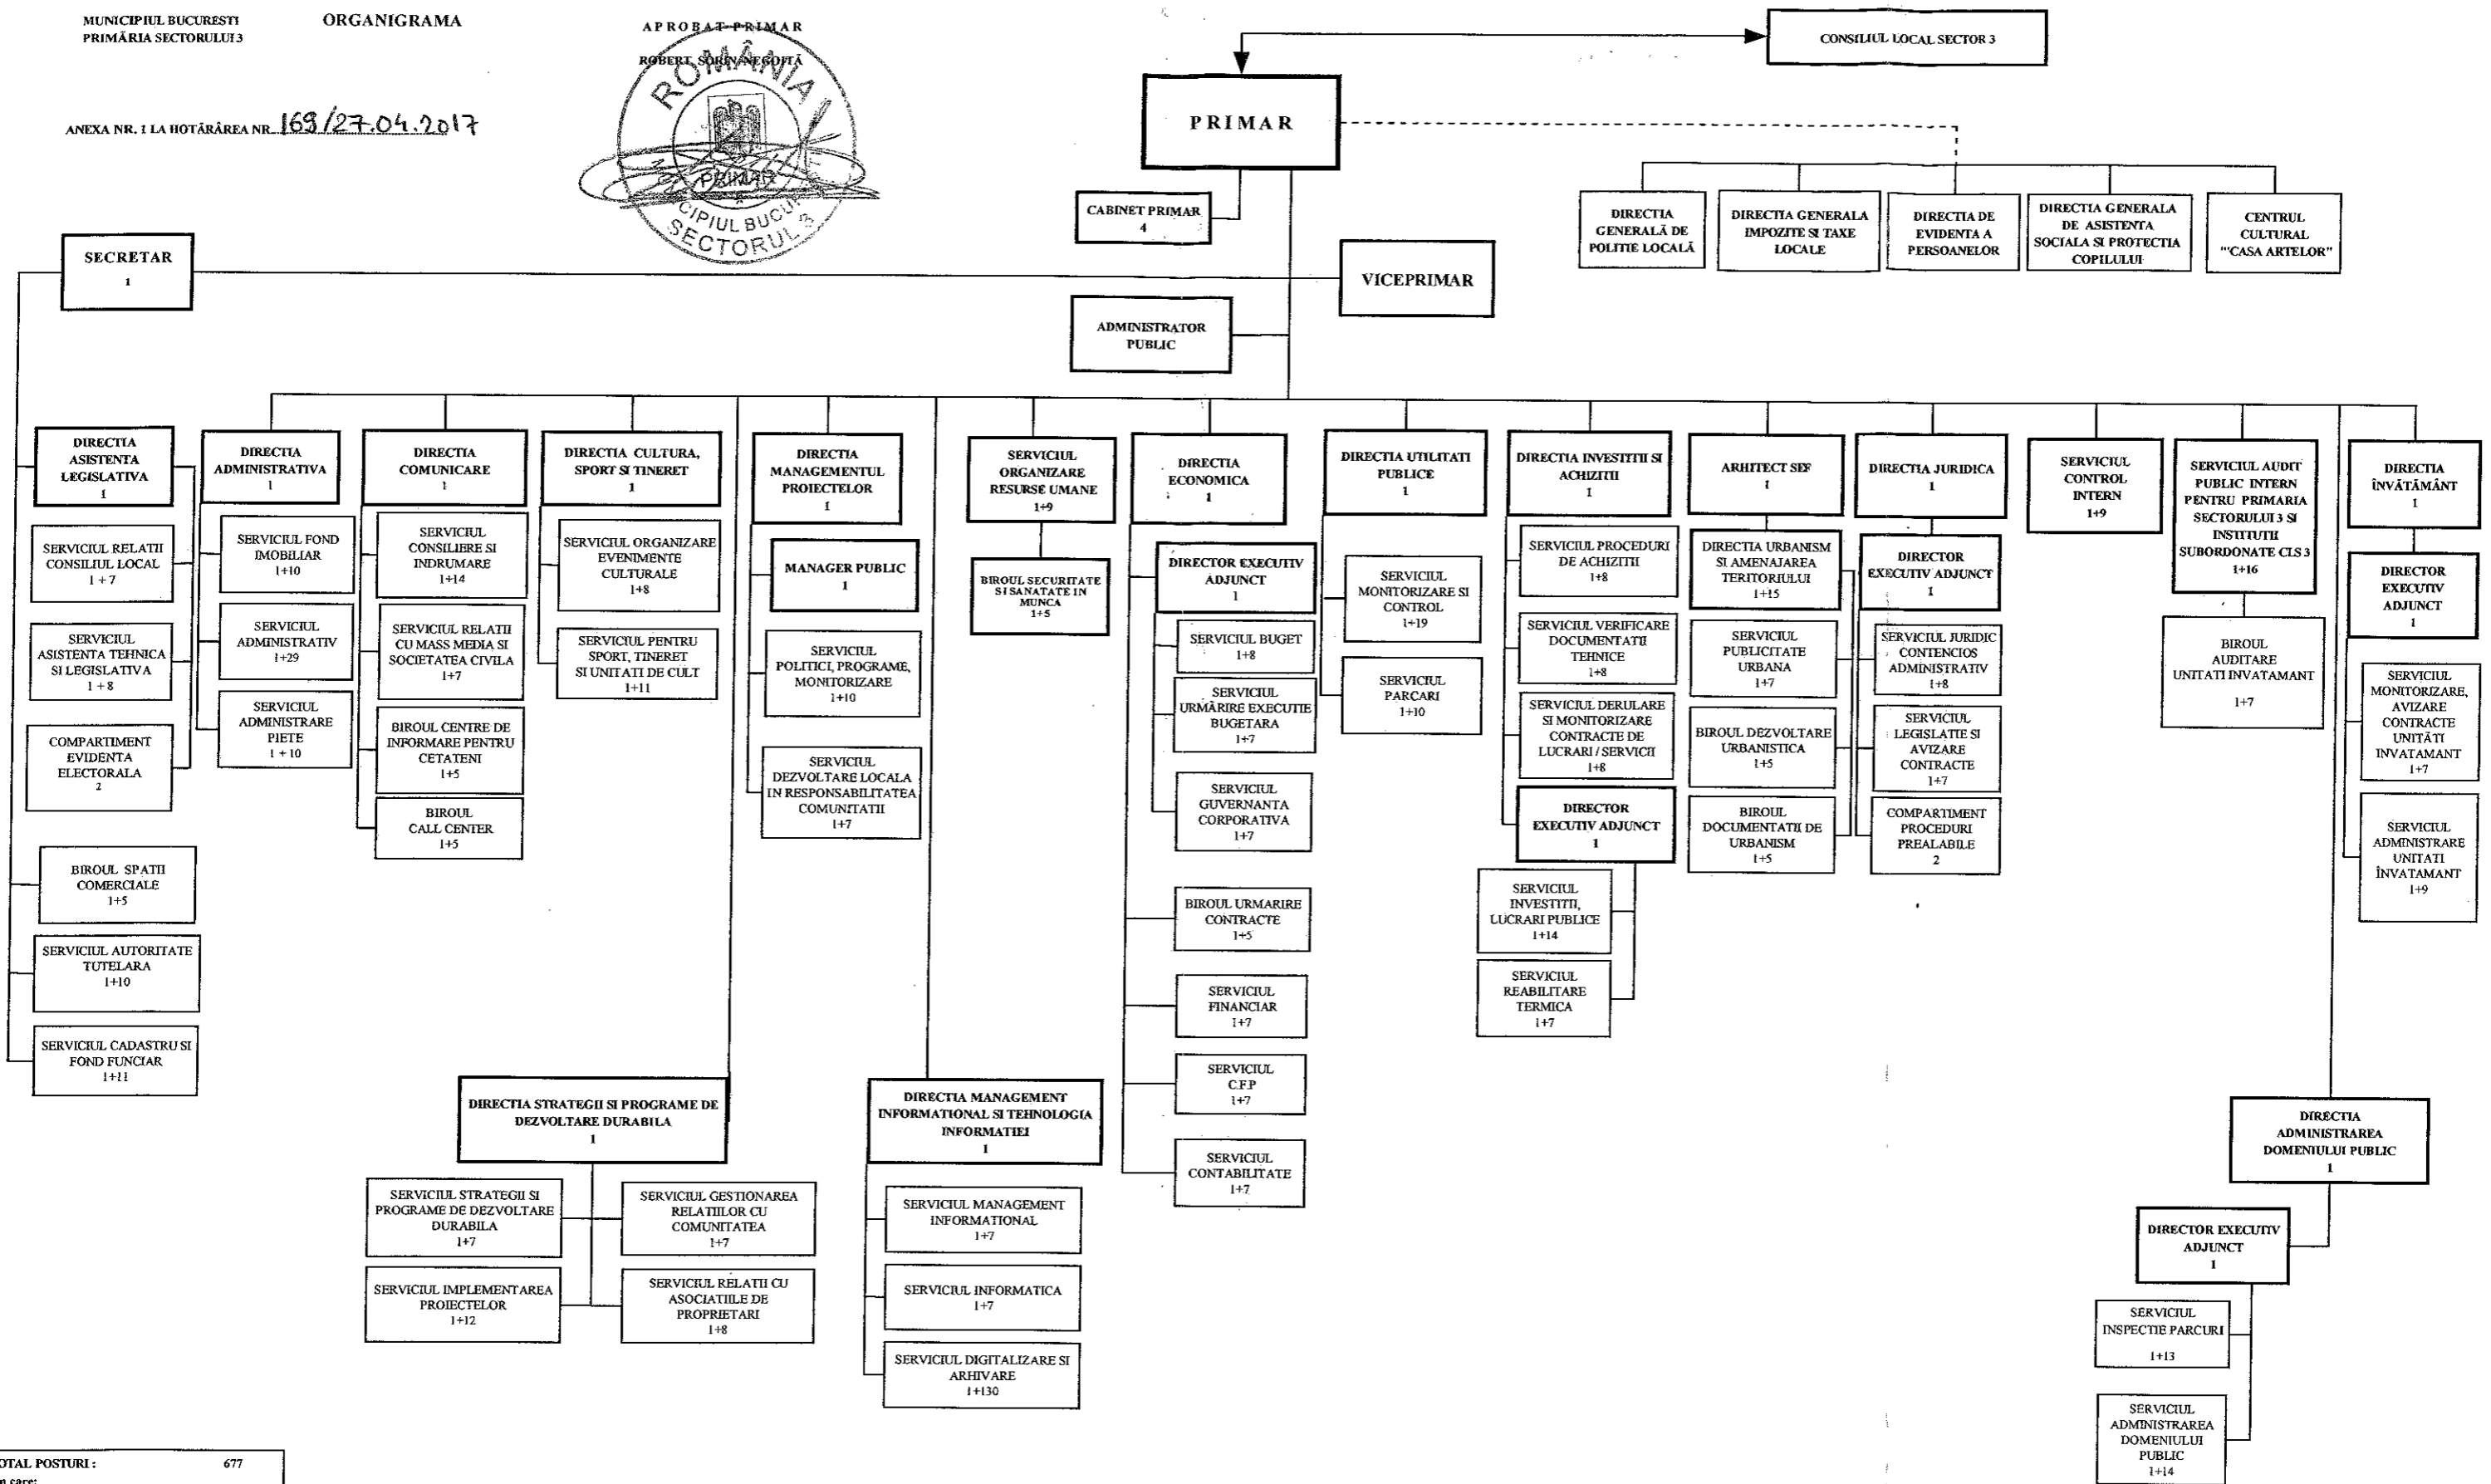 MUNICIPIUL BUCURESTI
PRIMĂRIA SECTORULUI 3
ORGANIGRAMA
APROBAT PRIMAR
ROBERT SORIN NEGOITĂ
ROMÂNIA
PRIMAR
SECTORUL 3
ANEXA NR. 1 LA HOTĂRÂREA NR. 169/27.04.2017
CONSILIUL LOCAL SECTOR 3
PRIMAR
CABINET PRIMAR
4
DIRECTIA
GENERALĂ DE
POLITIE LOCALĂ
DIRECTIA GENERALA
IMPOZITE SI TAXE
LOCALE
DIRECTIA DE
EVIDENTA A
PERSOANELOR
DIRECTIA GENERALA
DE ASISTENTA
SOCIALA SI PROTECTIA
COPILULUI
CENTRUL
CULTURAL
"'CASA ARTELOR"
SECRETAR
1
VICEPRIMAR
ADMINISTRATOR
PUBLIC
DIRECTIA
ASISTENTA
LEGISLATIVA
1
SERVICIUL RELATII
CONSILIUL LOCAL
1 + 7
SERVICIUL
ASISTENTA TEHNICA
SI LEGISLATIVA
1 + 8
COMPARTIMENT
EVIDENTA
ELECTORALA
2
BIROUL SPATII
COMERCIALE
1+5
SERVICIUL AUTORITATE
TUTELARA
1+10
SERVICIUL CADASTRU SI
FOND FUNCIAR
1+11
DIRECTIA
ADMINISTRATIVA
1
SERVICIUL FOND
IMOBILIAR
1+10
SERVICIUL
ADMINISTRATIV
1+29
SERVICIUL
ADMINISTRARE
PIETE
1 + 10
DIRECTIA
COMUNICARE
1
SERVICIUL
CONSILIERE SI
INDRUMARE
1+14
SERVICIUL RELATII
CU MASS MEDIA SI
SOCIETATEA CIVILA
1+7
BIROUL CENTRE DE
INFORMARE PENTRU
CETATENI
1+5
BIROUL
CALL CENTER
1+5
DIRECTIA CULTURA,
SPORT SI TINERET
1
SERVICIUL ORGANIZARE
EVENIMENTE
CULTURALE
1+8
SERVICIUL PENTRU
SPORT, TINERET
SI UNITATI DE CULT
1+11
DIRECTIA STRATEGII SI PROGRAME DE
DEZVOLTARE DURABILA
1
SERVICIUL STRATEGII SI
PROGRAME DE DEZVOLTARE
DURABILA
1+7
SERVICIUL GESTIONAREA
RELATIILOR CU
COMUNITATEA
1+7
SERVICIUL IMPLEMENTAREA
PROIECTELOR
1+12
SERVICIUL RELATII CU
ASOCIATIILE DE
PROPRIETARI
1+8
DIRECTIA
MANAGEMENTUL
PROIECTELOR
1
MANAGER PUBLIC
1
SERVICIUL
POLITICI, PROGRAME,
MONITORIZARE
1+10
SERVICIUL
DEZVOLTARE LOCALA
IN RESPONSABILITATEA
COMUNITATII
1+7
DIRECTIA MANAGEMENT
INFORMATIONAL SI TEHNOLOGIA
INFORMATIEI
1
SERVICIUL MANAGEMENT
INFORMATIONAL
1+7
SERVICIUL INFORMATICA
1+7
SERVICIUL DIGITALIZARE SI
ARHIVARE
1+130
SERVICIUL
ORGANIZARE
RESURSE UMANE
1+9
BIROUL SECURITATE
SI SANATATE IN
MUNCA
1+5
DIRECTIA
ECONOMICA
1
DIRECTOR EXECUTIV
ADJUNCT
1
SERVICIUL BUGET
1+8
SERVICIUL
URMĂRIRE EXECUTIE
BUGETARA
1+7
SERVICIUL
GUVERNANTA
CORPORATIVA
1+7
BIROUL URMARIRE
CONTRACTE
1+5
SERVICIUL
FINANCIAR
1+7
SERVICIUL
C.F.P
1+7
SERVICIUL
CONTABILITATE
1+7
DIRECTIA UTILITATI
PUBLICE
1
SERVICIUL
MONITORIZARE SI
CONTROL
1+19
SERVICIUL
PARCARI
1+10
DIRECTIA INVESTITII SI
ACHIZITII
1
SERVICIUL PROCEDURI
DE ACHIZITII
1+8
SERVICIUL VERIFICARE
DOCUMENTATII
TEHNICE
1+8
SERVICIUL DERULARE
SI MONITORIZARE
CONTRACTE DE
LUCRARI / SERVICII
1+8
DIRECTOR
EXECUTIV ADJUNCT
1
SERVICIUL
INVESTITII,
LUCRARI PUBLICE
1+14
SERVICIUL
REABILITARE
TERMICA
1+7
ARHITECT SEF
1
DIRECTIA URBANISM
SI AMENAJAREA
TERITORIULUI
1+15
SERVICIUL
PUBLICITATE
URBANA
1+7
BIROUL DEZVOLTARE
URBANISTICA
1+5
BIROUL
DOCUMENTATII DE
URBANISM
1+5
DIRECTIA JURIDICA
1
DIRECTOR
EXECUTIV ADJUNCT
1
SERVICIUL JURIDIC
CONTENCIOS
ADMINISTRATIV
1+8
SERVICIUL
LEGISLATIE SI
AVIZARE
CONTRACTE
1+7
COMPARTIMENT
PROCEDURI
PREALABILE
2
SERVICIUL
CONTROL
INTERN
1+9
SERVICIUL AUDIT
PUBLIC INTERN
PENTRU PRIMARIA
SECTORULUI 3 SI
INSTITUTII
SUBORDONATE CLS 3
1+16
BIROUL
AUDITARE
UNITATI INVATAMANT
1+7
DIRECTIA
ÎNVĂTĂMÂNT
1
DIRECTOR
EXECUTIV
ADJUNCT
1
SERVICIUL
MONITORIZARE,
AVIZARE
CONTRACTE
UNITĂTI
INVATAMANT
1+7
SERVICIUL
ADMINISTRARE
UNITATI
ÎNVATAMANT
1+9
DIRECTIA
ADMINISTRAREA
DOMENIULUI PUBLIC
1
DIRECTOR EXECUTIV
ADJUNCT
1
SERVICIUL
INSPECTIE PARCURI
1+13
SERVICIUL
ADMINISTRAREA
DOMENIULUI
PUBLIC
1+14
OTAL POSTURI : 677
n care: